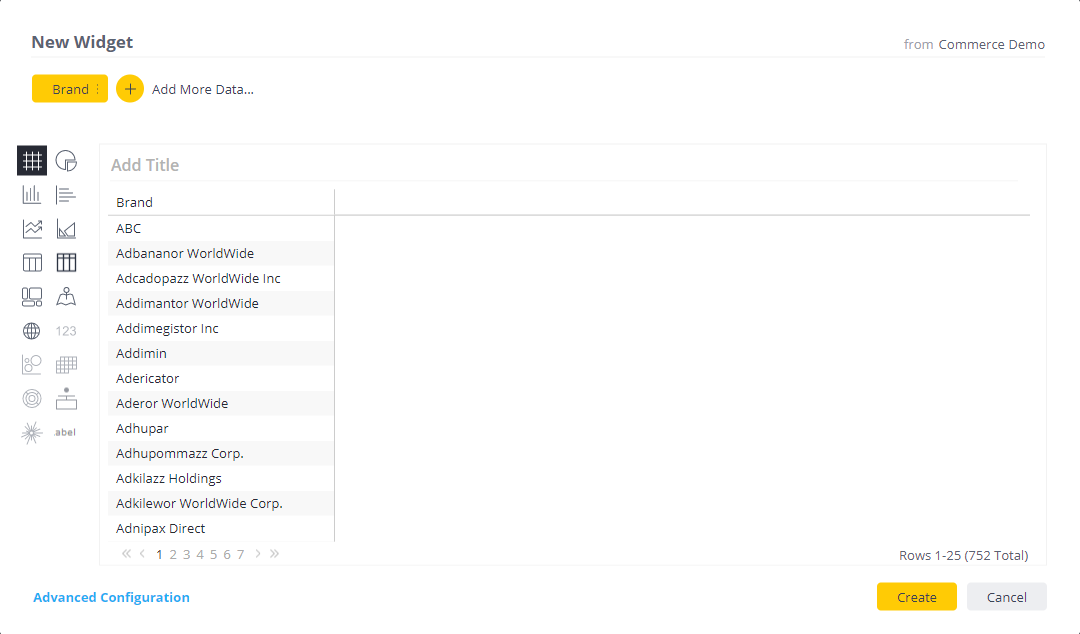 New Widget
from Commerce Demo
Brand
+ Add More Data...
Add Title
Brand
ABC
Adbananor WorldWide
Adcadopazz WorldWide Inc
Addimantor WorldWide
Addimegistor Inc
123
Addimin
Adericator
Aderor WorldWide
Adhupar
abel
Adhupommazz Corp.
Adkilazz Holdings
Adkilewor WorldWide Corp.
Adnipax Direct
« ‹ 1 2 3 4 5 6 7 › »
Rows 1-25 (752 Total)
Advanced Configuration
Create
Cancel